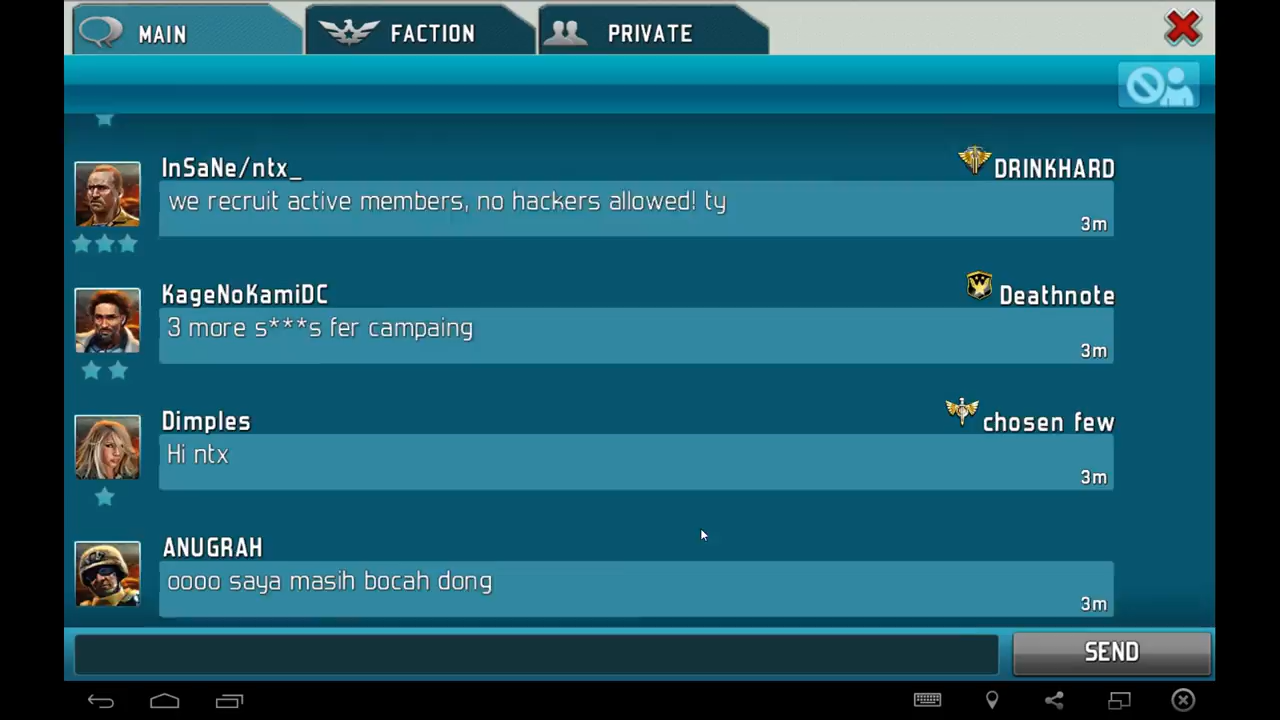 MAIN FACTION PRIVATE
InSaNe/ntx_ DRINKHARD
we recruit active members, no hackers allowed! ty
3m
KageNoKamiDC Deathnote
3 more s***s fer campaing
3m
Dimples chosen few
Hi ntx
3m
ANUGRAH
oooo saya masih bocah dong
3m
SEND